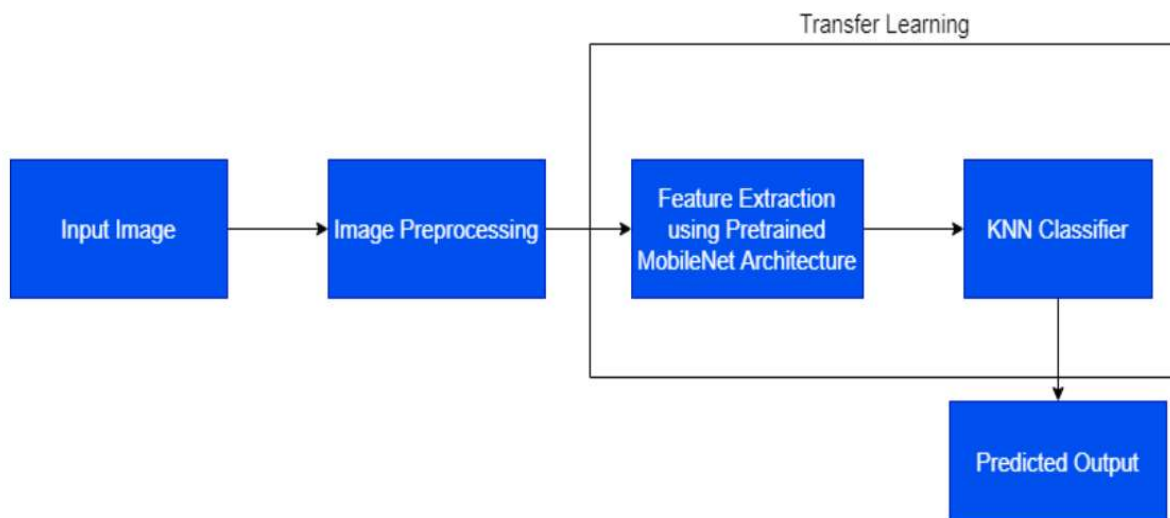 Transfer Learning
Input Image
Image Preprocessing
Feature Extraction
using Pretrained
MobileNet Architecture
KNN Classifier
Predicted Output